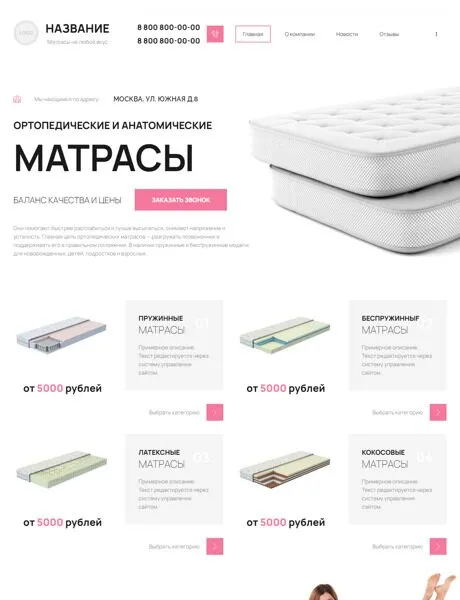 LOGO
НАЗВАНИЕ
Матрасы на любой вкус
8 800 800-00-00
8 800 800-00-00
Главная
О компании
Новости
Отзывы
Мы находимся по адресу:
МОСКВА, УЛ. ЮЖНАЯ Д.8
ОРТОПЕДИЧЕСКИЕ И АНАТОМИЧЕСКИЕ
МАТРАСЫ
БАЛАНС КАЧЕСТВА И ЦЕНЫ
ЗАКАЗАТЬ ЗВОНОК
Они помогают быстрее расслабиться и лучше высыпаться, снимают напряжение и
усталость. Главная цель ортопедических матрасов — разгружать позвоночник и
поддерживать его в правильном положении. В наличии пружинные и беспружинные модели
для новорожденных, детей, подростков и взрослых.
ПРУЖИННЫЕ
01
МАТРАСЫ
Примерное описание.
Текст редактируется через
систему управления
сайтом.
от 5000 рублей
Выбрать категорию
БЕСПРУЖИННЫЕ
02
МАТРАСЫ
Примерное описание.
Текст редактируется через
систему управления
сайтом.
от 5000 рублей
Выбрать категорию
ЛАТЕКСНЫЕ
03
МАТРАСЫ
Примерное описание.
Текст редактируется через
систему управления
сайтом.
от 5000 рублей
Выбрать категорию
КОКОСОВЫЕ
04
МАТРАСЫ
Примерное описание.
Текст редактируется через
систему управления
сайтом.
от 5000 рублей
Выбрать категорию